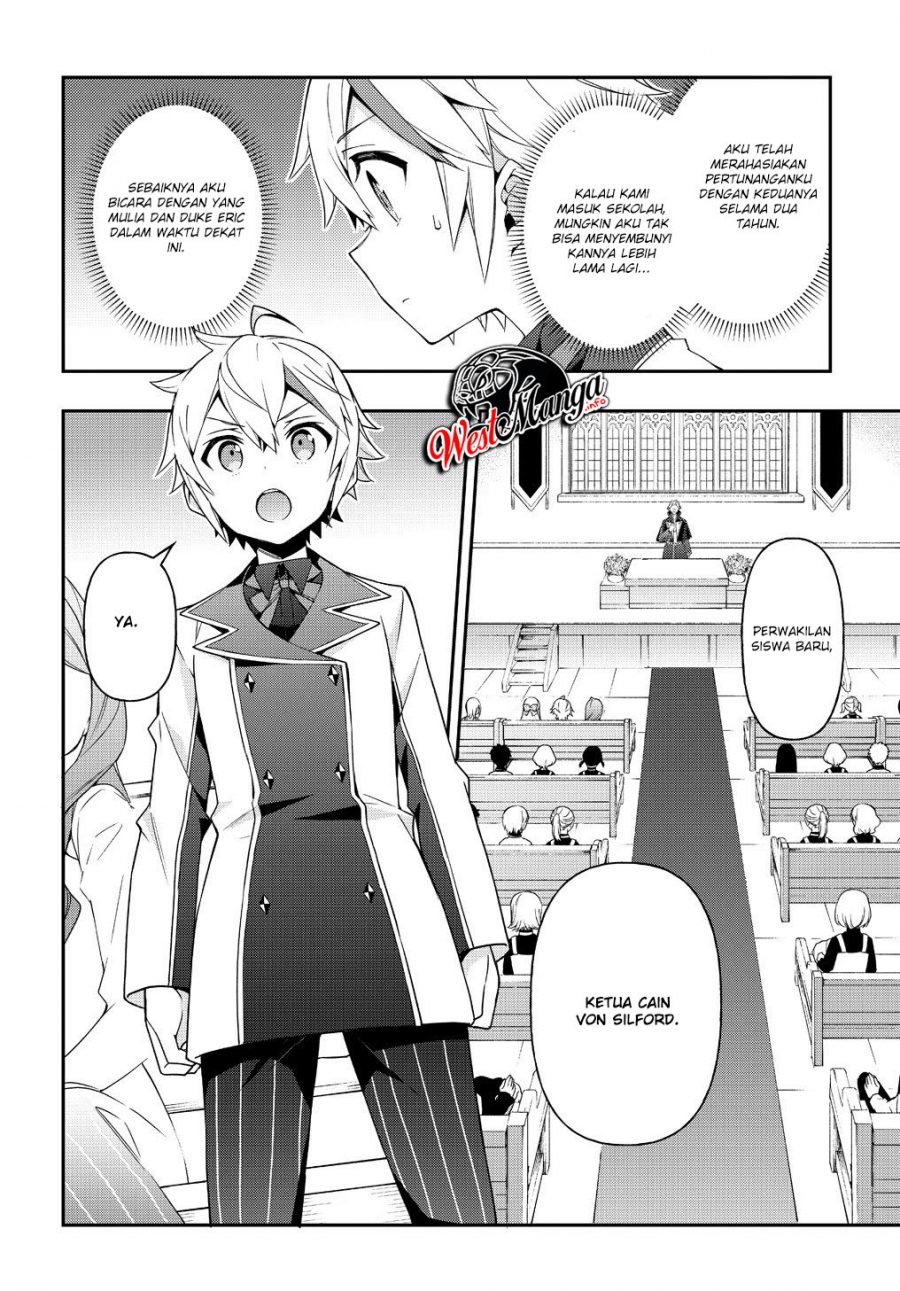 AKU TELAH
MERAHASIAKAN
PERTUNANGANKU
DENGAN KEDUANYA
SELAMA DUA
TAHUN.
KALAU KAMI
MASUK SEKOLAH,
MUNGKIN AKU TAK
BISA MENYEMBUNYI
KANNYA LEBIH
LAMA LAGI...
SEBAIKNYA AKU
BICARA DENGAN YANG
MULIA DAN DUKE ERIC
DALAM WAKTU DEKAT
INI.
WestManga
.info
PERWAKILAN
SISWA BARU,
KETUA CAIN
VON SILFORD.
YA.